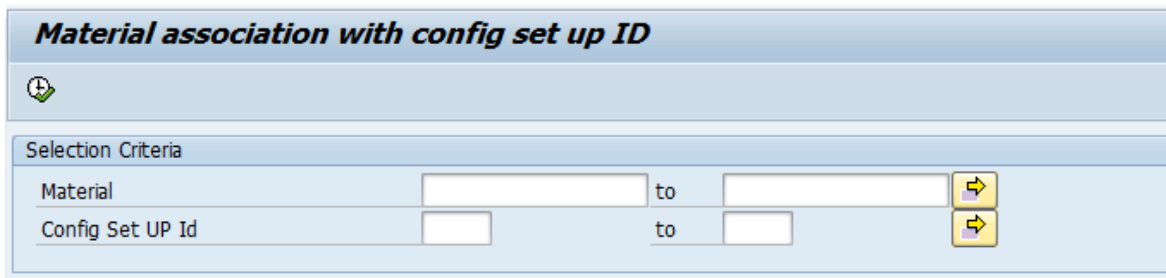 Material association with config set up ID
Selection Criteria
Material to
Config Set UP Id to